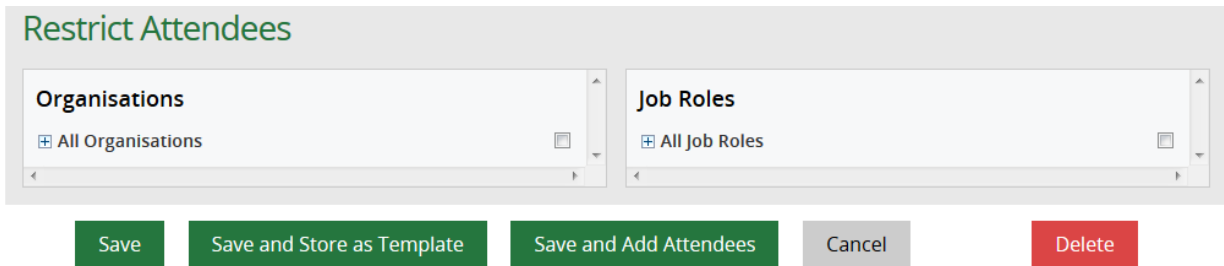 Restrict Attendees
Organisations
All Organisations
Job Roles
All Job Roles
Save
Save and Store as Template
Save and Add Attendees
Cancel
Delete